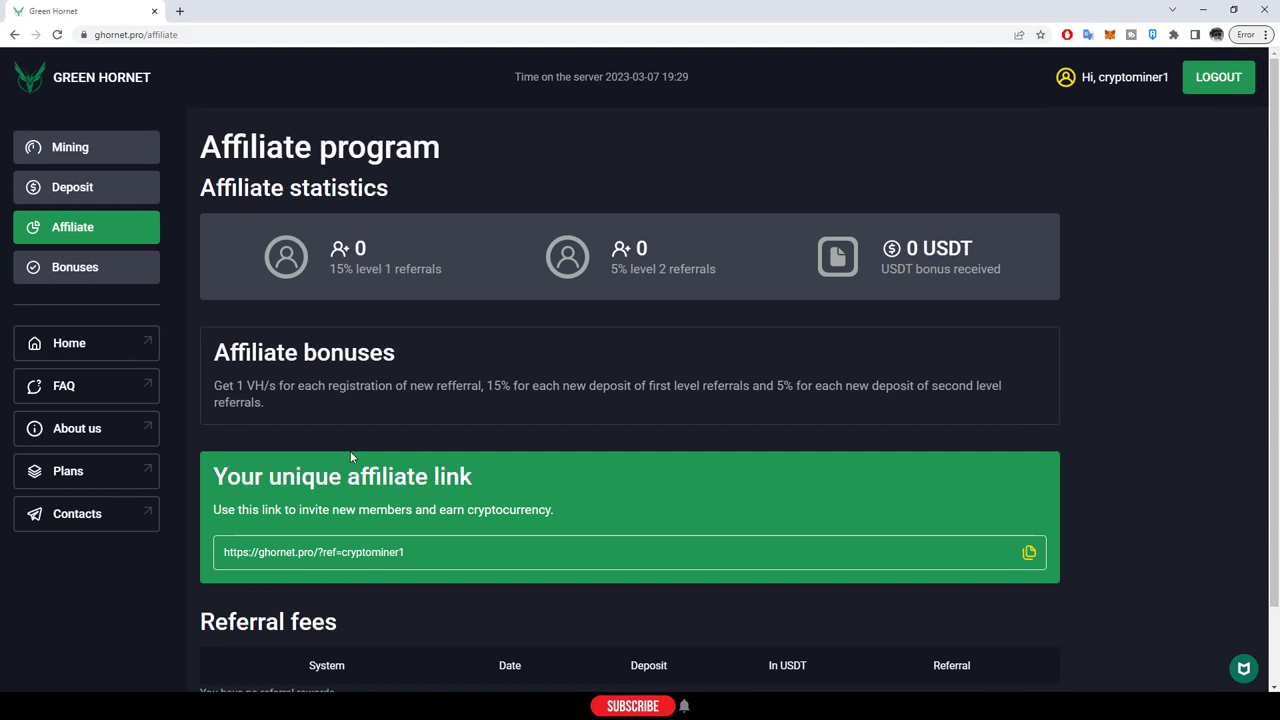 Green Hornet
ghornet.pro/affiliate
Error
GREEN HORNET
Time on the server 2023-03-07 19:29
Hi, cryptominer1
LOGOUT
Mining
Deposit
Affiliate
Bonuses
Home
FAQ
About us
Plans
Contacts
Affiliate program
Affiliate statistics
0
15% level 1 referrals
0
5% level 2 referrals
0 USDT
USDT bonus received
Affiliate bonuses
Get 1 VH/s for each registration of new refferral, 15% for each new deposit of first level referrals and 5% for each new deposit of second level
referrals.
Your unique affiliate link
Use this link to invite new members and earn cryptocurrency.
https://ghornet.pro/?ref=cryptominer1
Referral fees
System Date Deposit In USDT Referral
You have no referral rewards
SUBSCRIBE